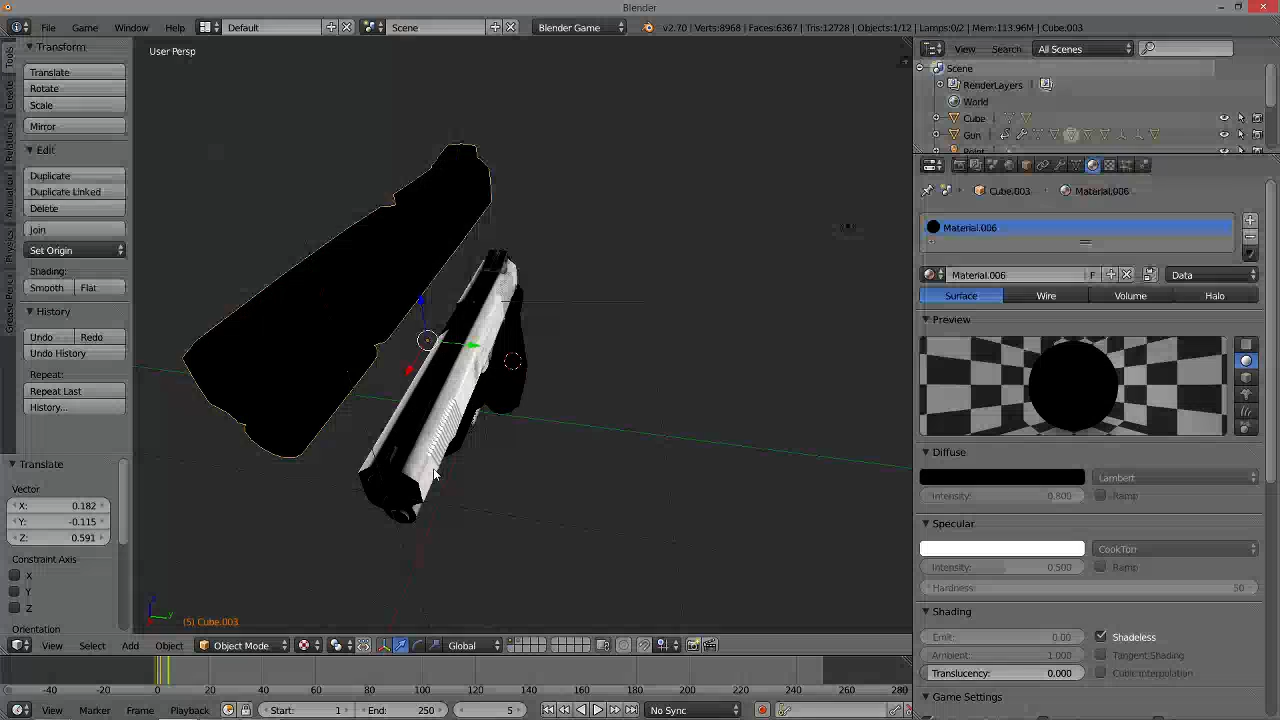 Blender
File Game Window Help Default Scene Blender Game v2.70 | Verts:8968 | Faces:6367 | Tris:12728 | Objects:1/12 | Lamps:0/2 | Mem:113.96M | Cube.003
Tools
Create
Relations
Animation
Physics
Grease Pencil
Transform
Translate
Rotate
Scale
Mirror
Edit
Duplicate
Duplicate Linked
Delete
Join
Set Origin
Shading:
Smooth Flat
History
Undo Redo
Undo History
Repeat:
Repeat Last
History...
Translate
Vector
X: 0.182
Y: -0.115
Z: 0.591
Constraint Axis
X
Y
Z
Orientation
User Persp
(5) Cube.003
View Select Add Object Object Mode Global
-40 -20 0 20 40 60 80 100 120 140 160 180 200 220 240 260 280
View Marker Frame Playback Start: 1 End: 250 5 No Sync
View Search All Scenes
Scene
RenderLayers
World
Cube
Gun
Point
Cube.003 Material.006
Material.006
Material.006 F Data
Surface Wire Volume Halo
Preview
Diffuse
Lambert
Intensity: 0.800 Ramp
Specular
CookTorr
Intensity: 0.500 Ramp
Hardness: 50
Shading
Emit: 0.00 Shadeless
Ambient: 1.000 Tangent Shading
Translucency: 0.000 Cubic Interpolation
Game Settings